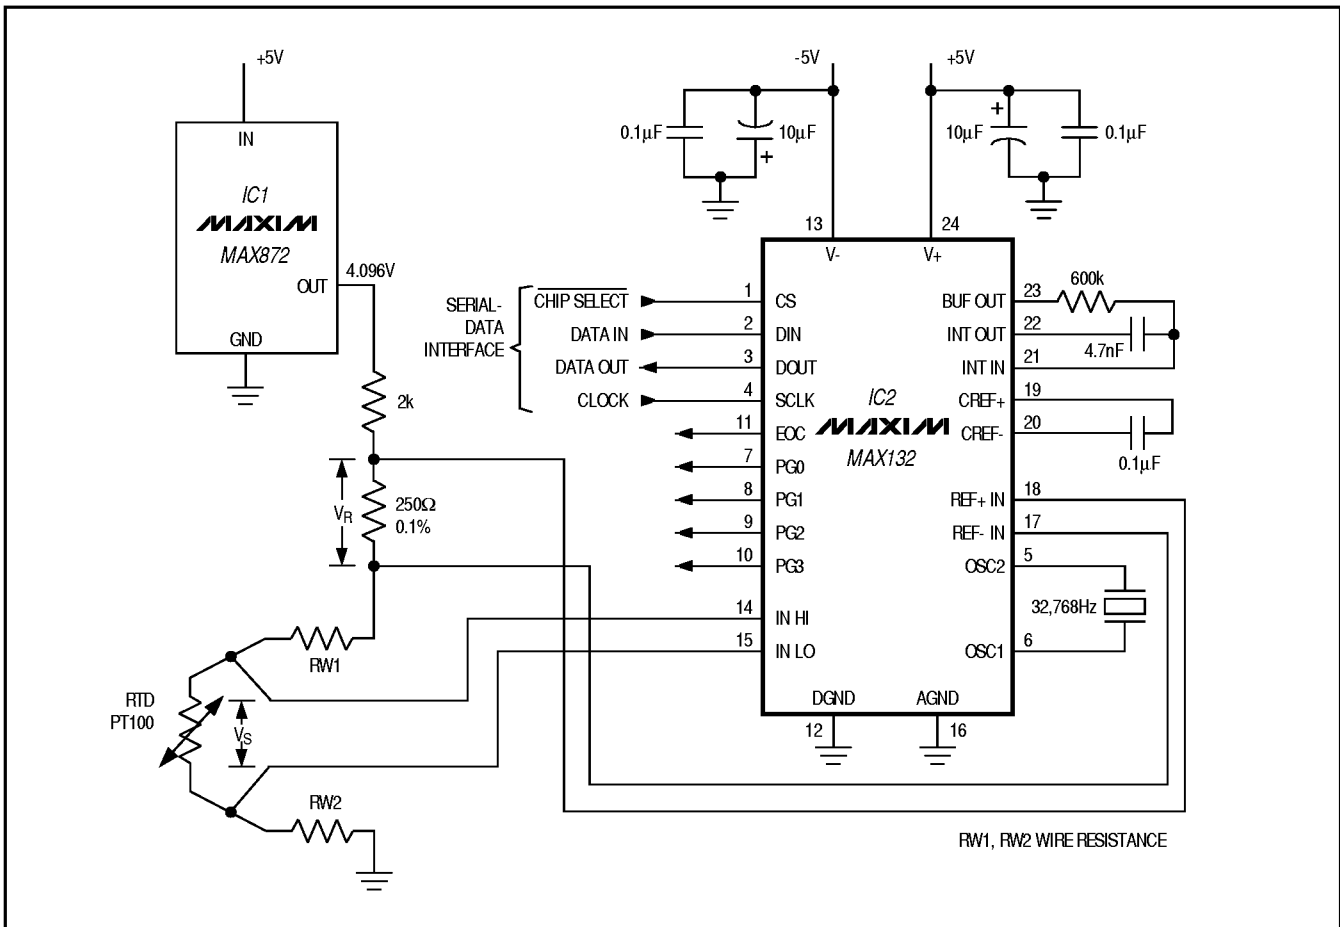 +5V
IN
IC1
MAXIM
MAX872
OUT
4.096V
GND
2k
VR
250Ω
0.1%
RW1
RTD
PT100
VS
RW2
-5V
+5V
0.1µF
10µF
+
+
10µF
0.1µF
13
24
V-
V+
SERIAL-
DATA
INTERFACE
CHIP SELECT
1
CS
DATA IN
2
DIN
DATA OUT
3
DOUT
CLOCK
4
SCLK
11
EOC
7
PG0
8
PG1
9
PG2
10
PG3
14
IN HI
15
IN LO
IC2
MAXIM
MAX132
BUF OUT
23
600k
INT OUT
22
4.7nF
INT IN
21
CREF+
19
CREF-
20
0.1µF
REF+ IN
18
REF- IN
17
OSC2
5
32,768Hz
OSC1
6
DGND
AGND
12
16
RW1, RW2 WIRE RESISTANCE